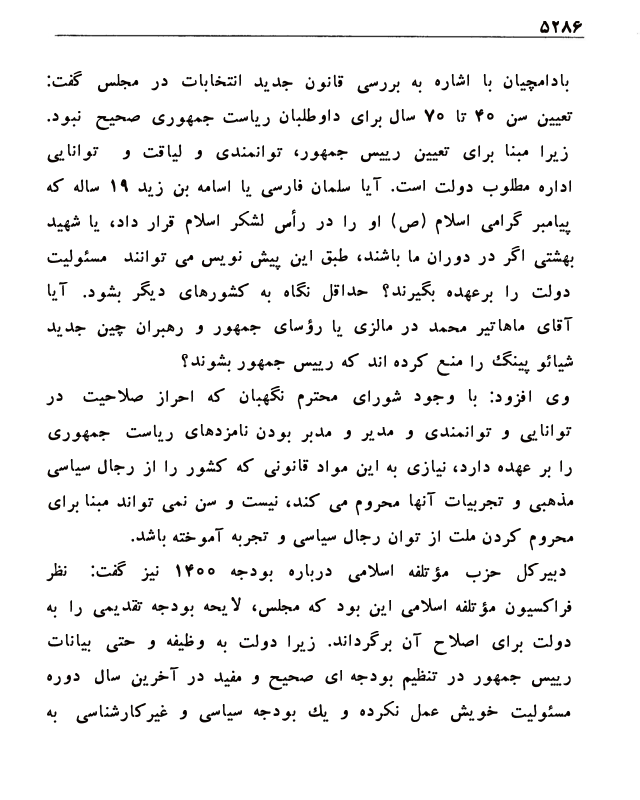 ۵۲۸۶
بادامچیان با اشاره به بررسی قانون جدید انتخابات در مجلس گفت:
تعیین سن ۴۰ تا ۷۰ سال برای داوطلبان ریاست جمهوری صحیح نبود.
زیرا مبنا برای تعیین رییس جمهور، توانمندی و لیاقت و توانایی
اداره مطلوب دولت است. آیا سلمان فارسی یا اسامه بن زید ۱۹ ساله که
پیامبر گرامی اسلام (ص) او را در رأس لشکر اسلام قرار داد، یا شهید
بهشتی اگر در دوران ما باشند، طبق این پیش نویس می توانند مسئولیت
دولت را برعهده بگیرند؟ حداقل نگاه به کشورهای دیگر بشود. آیا
آقای ماهاتیر محمد در مالزی یا رؤسای جمهور و رهبران چین جدید
شیائو پینگ را منع کرده اند که رییس جمهور بشوند؟
وی افزود: با وجود شورای محترم نگهبان که احراز صلاحیت در
توانایی و توانمندی و مدیر و مدبر بودن نامزدهای ریاست جمهوری
را بر عهده دارد، نیازی به این مواد قانونی که کشور را از رجال سیاسی
مذهبی و تجربیات آنها محروم می کند، نیست و سن نمی تواند مبنا برای
محروم کردن ملت از توان رجال سیاسی و تجربه آموخته باشد.
دبیرکل حزب مؤتلفه اسلامی درباره بودجه ۱۴۰۰ نیز گفت: نظر
فراکسیون مؤتلفه اسلامی این بود که مجلس، لایحه بودجه تقدیمی را به
دولت برای اصلاح آن برگرداند. زیرا دولت به وظیفه و حتی بیانات
رییس جمهور در تنظیم بودجه ای صحیح و مفید در آخرین سال دوره
مسئولیت خویش عمل نکرده و یك بودجه سیاسی و غیرکارشناسی به